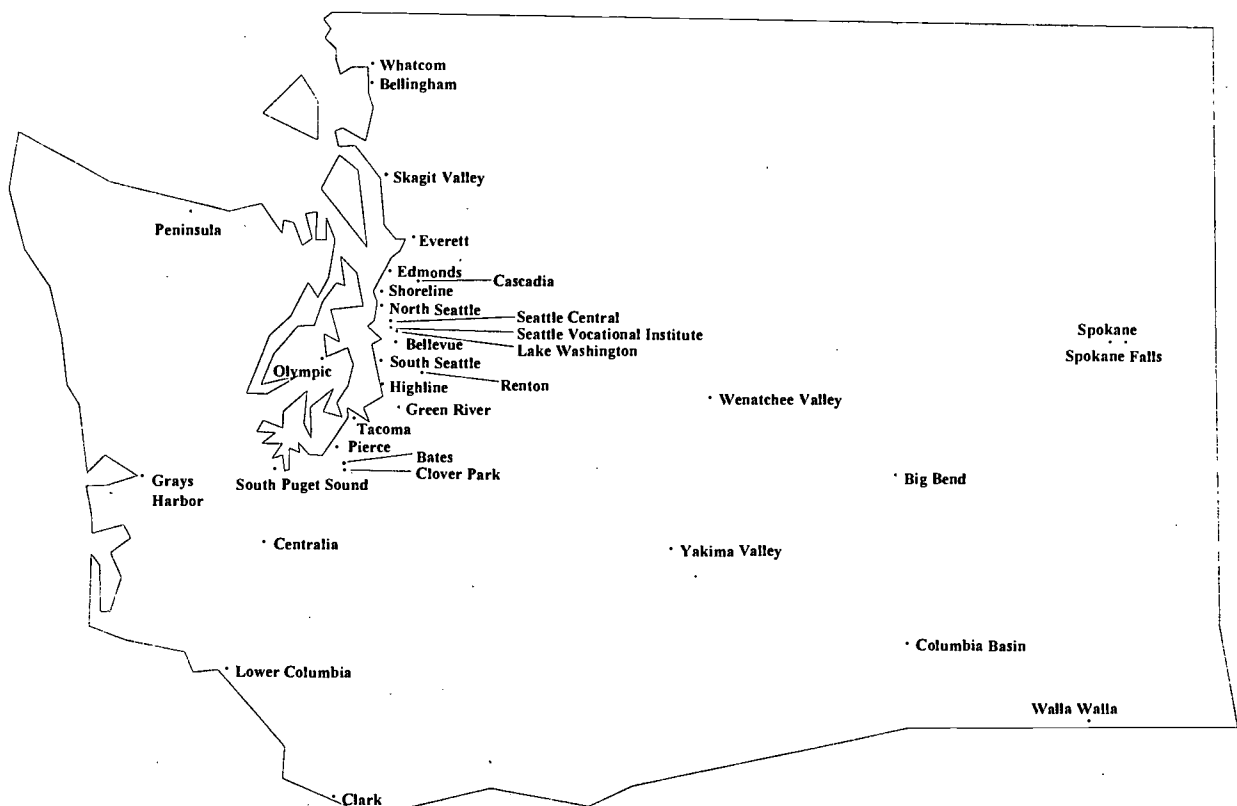 Whatcom
Bellingham
Skagit Valley
Peninsula
Everett
Edmonds
Cascadia
Shoreline
North Seattle
Seattle Central
Seattle Vocational Institute
Bellevue
Lake Washington
Spokane
Spokane Falls
Olympic
South Seattle
Renton
Highline
Wenatchee Valley
Green River
Tacoma
Pierce
Bates
Clover Park
Grays
Harbor
South Puget Sound
Big Bend
Centralia
Yakima Valley
Columbia Basin
Lower Columbia
Walla Walla
Clark